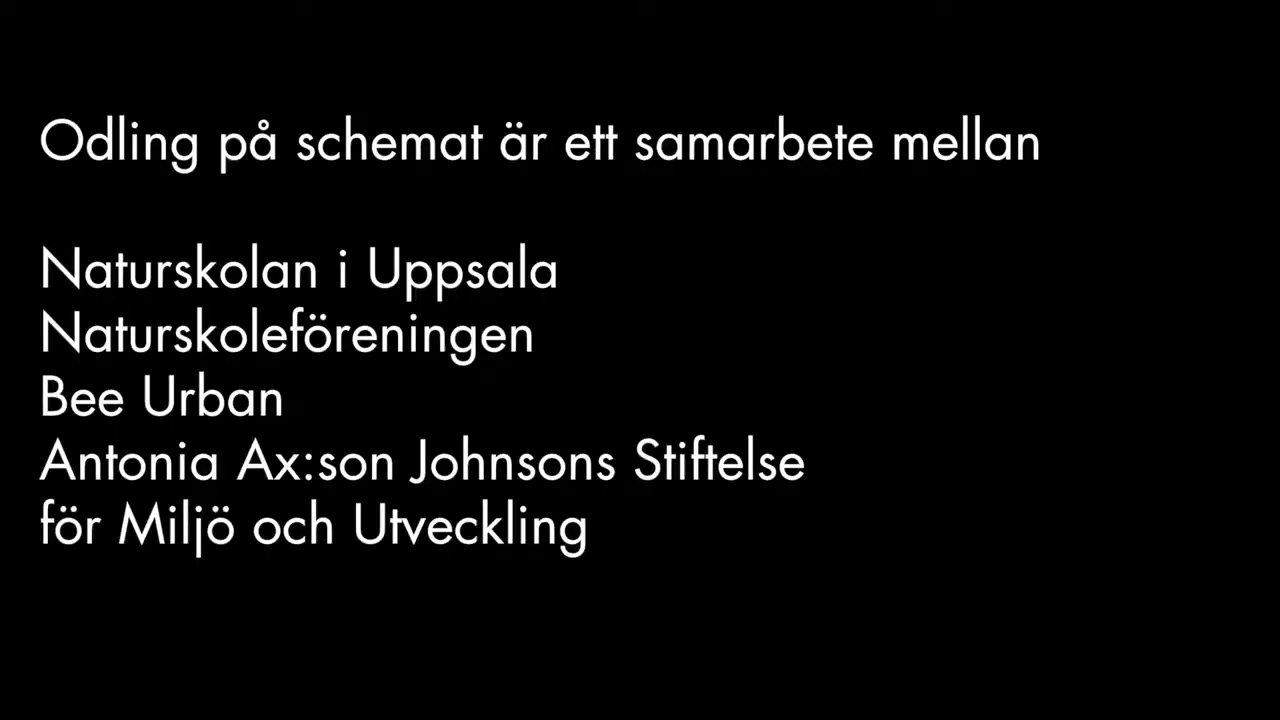 Odling på schemat är ett samarbete mellan
Naturskolan i Uppsala
Naturskoleföreningen
Bee Urban
Antonia Ax:son Johnsons Stiftelse
för Miljö och Utveckling